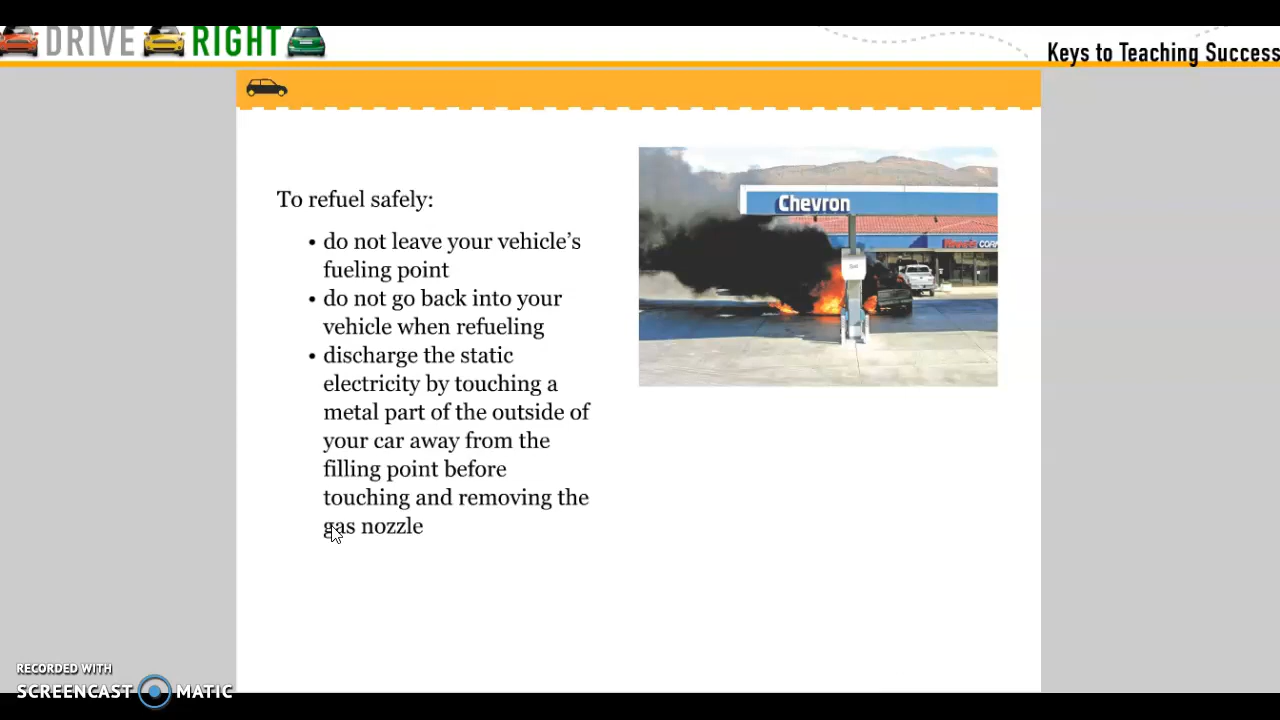 DRIVE RIGHT
Keys to Teaching Success
To refuel safely:
• do not leave your vehicle’s
fueling point
• do not go back into your
vehicle when refueling
• discharge the static
electricity by touching a
metal part of the outside of
your car away from the
filling point before
touching and removing the
gas nozzle
Chevron
RECORDED WITH
SCREENCAST MATIC